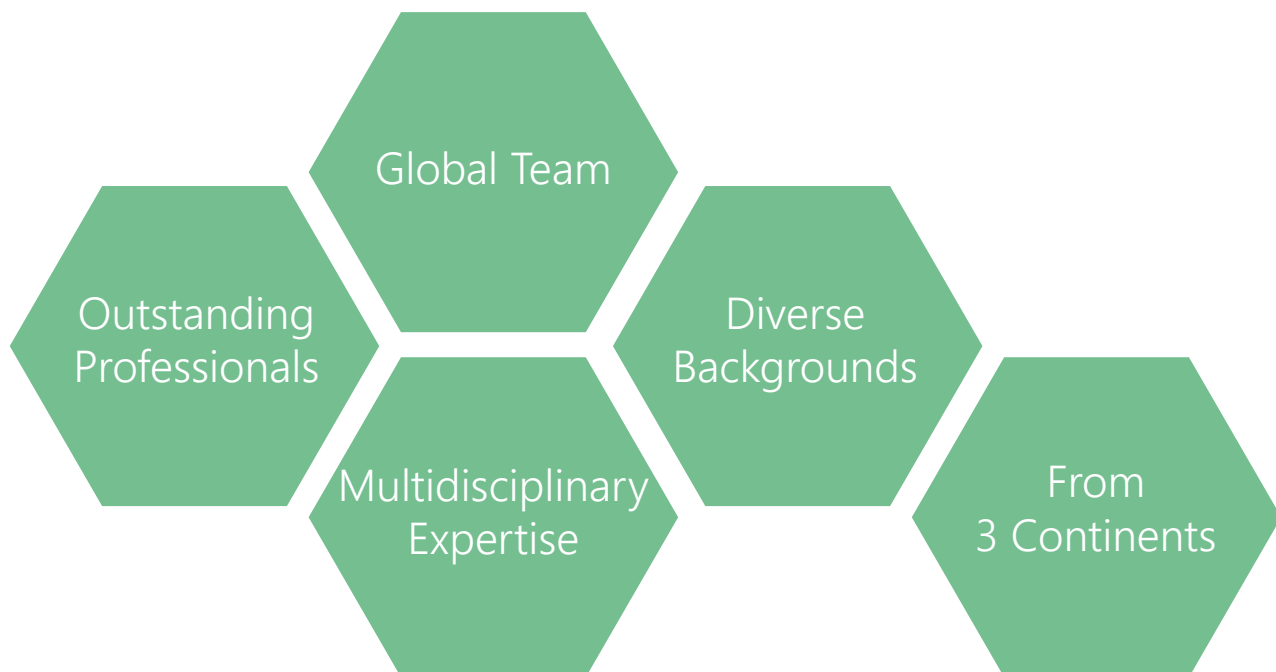 Global Team
Outstanding
Professionals
Diverse
Backgrounds
Multidisciplinary
Expertise
From
3 Continents